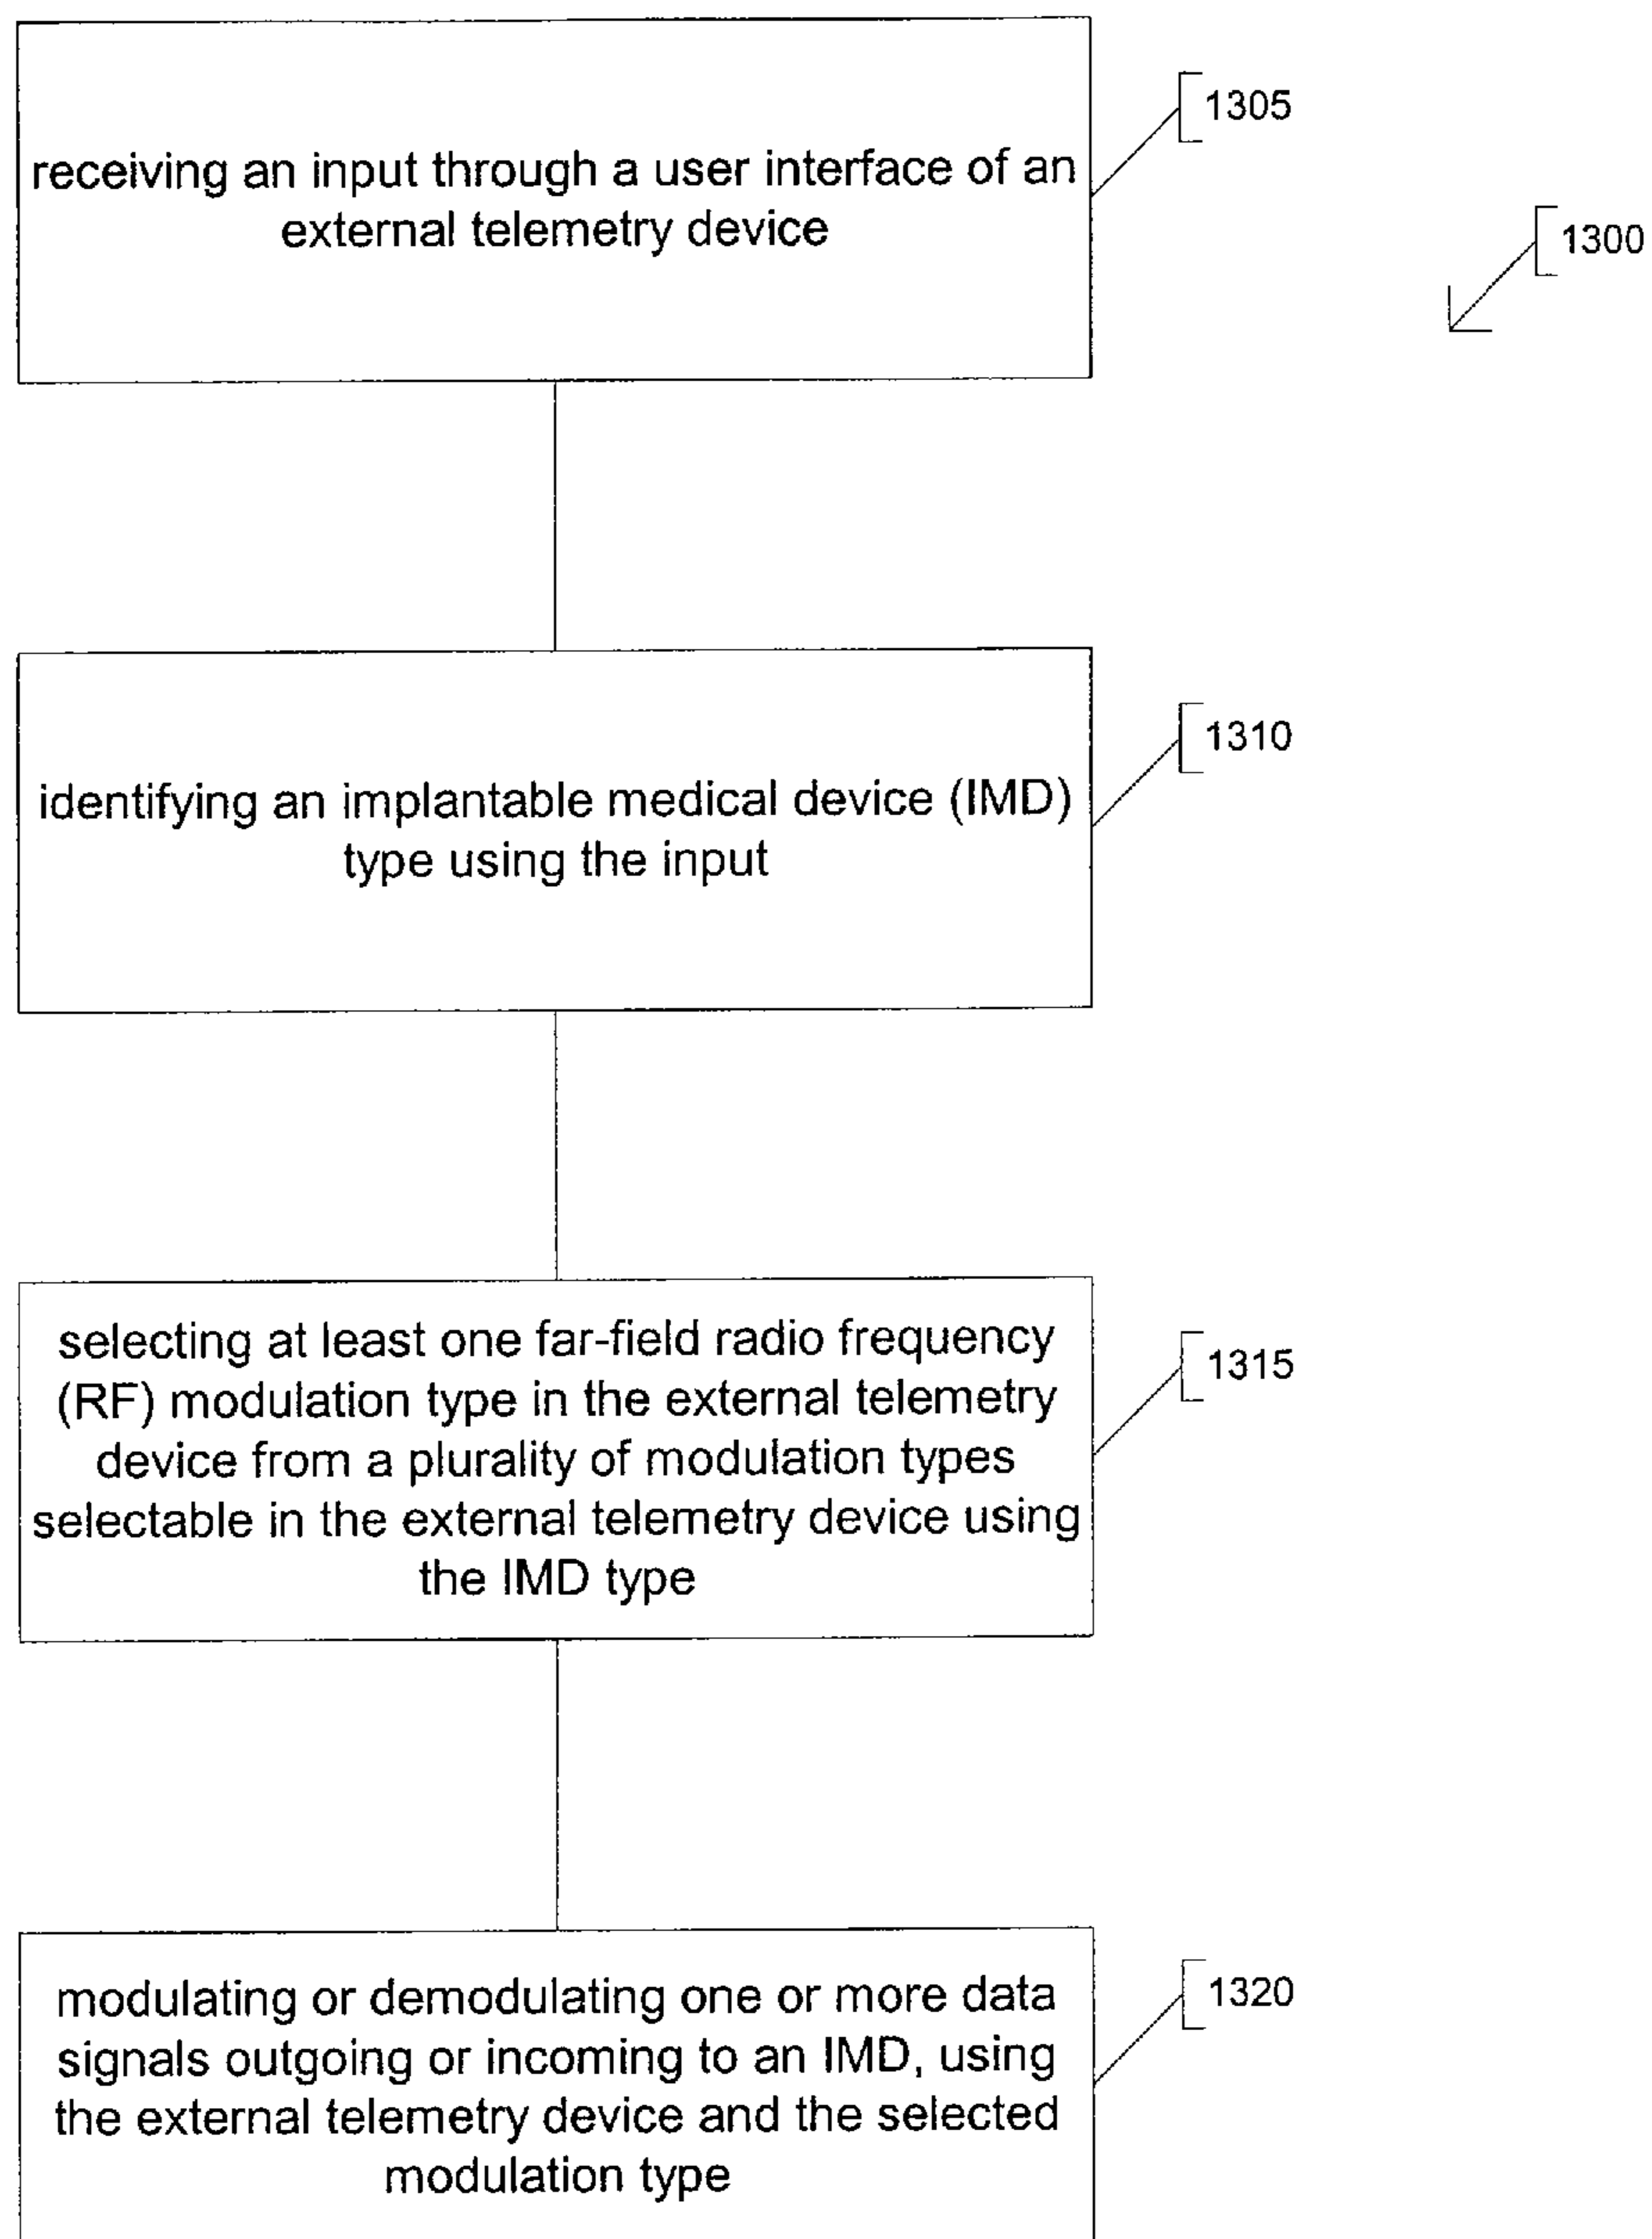 receiving an input through a user interface of an
external telemetry device
1305
1300
identifying an implantable medical device (IMD)
type using the input
1310
selecting at least one far-field radio frequency
(RF) modulation type in the external telemetry
device from a plurality of modulation types
selectable in the external telemetry device using
the IMD type
1315
modulating or demodulating one or more data
signals outgoing or incoming to an IMD, using
the external telemetry device and the selected
modulation type
1320